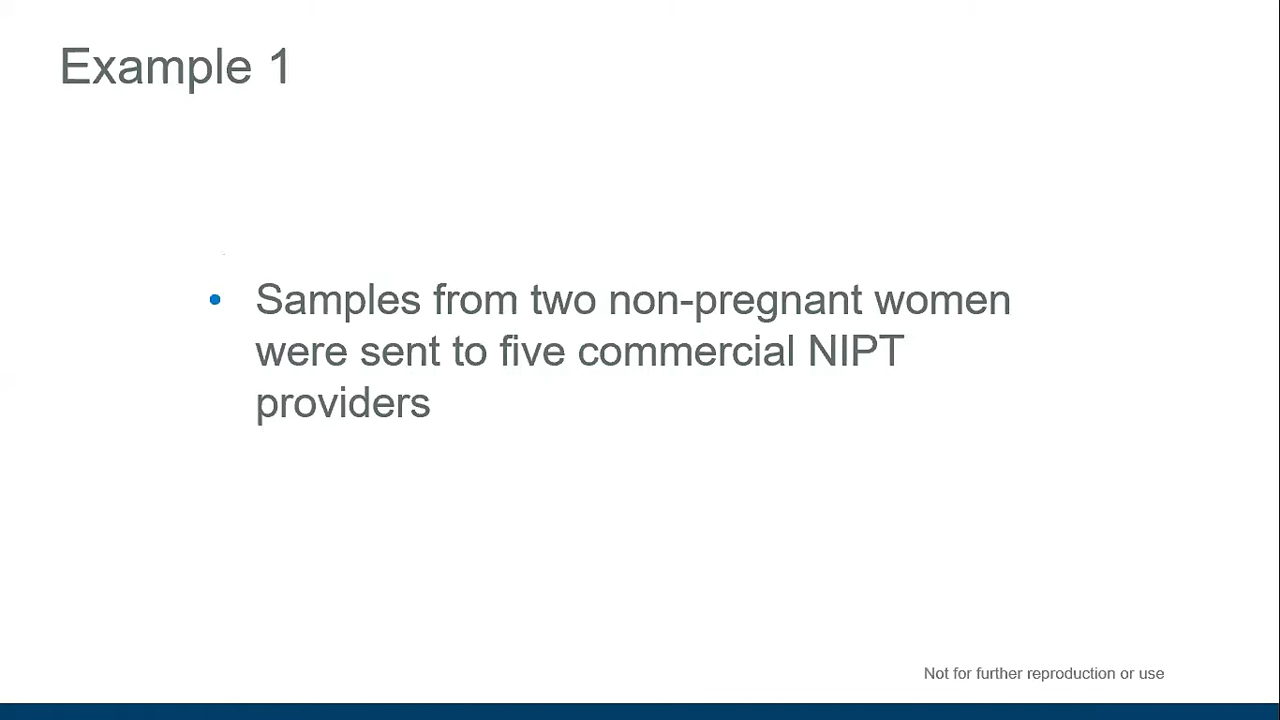 Example 1
• Samples from two non-pregnant women
were sent to five commercial NIPT
providers
Not for further reproduction or use